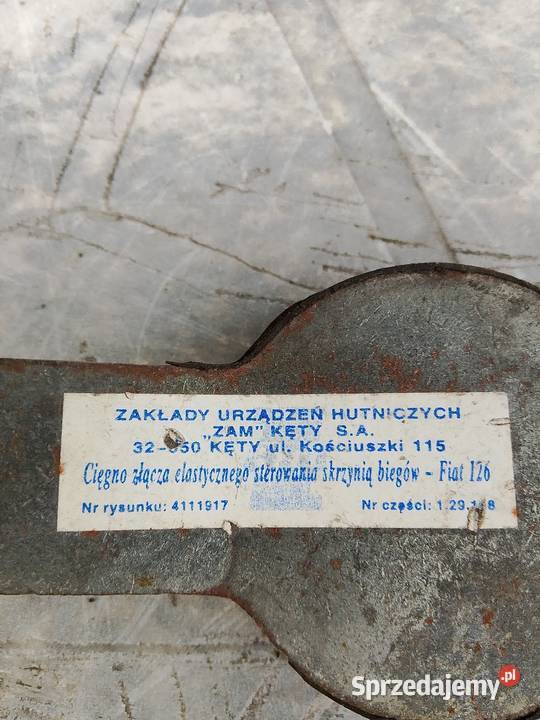 ZAKŁADY URZĄDZEŃ HUTNICZYCH
„ZAM" KĘTY S.A.
KĘTY ul. Kościuszki 115
Cięgno złącza elastycznego sterowania skrzynią biegów - Fiat 126
Nr rysunku: 4111917 Nr części:
Sprzedajemy.pl